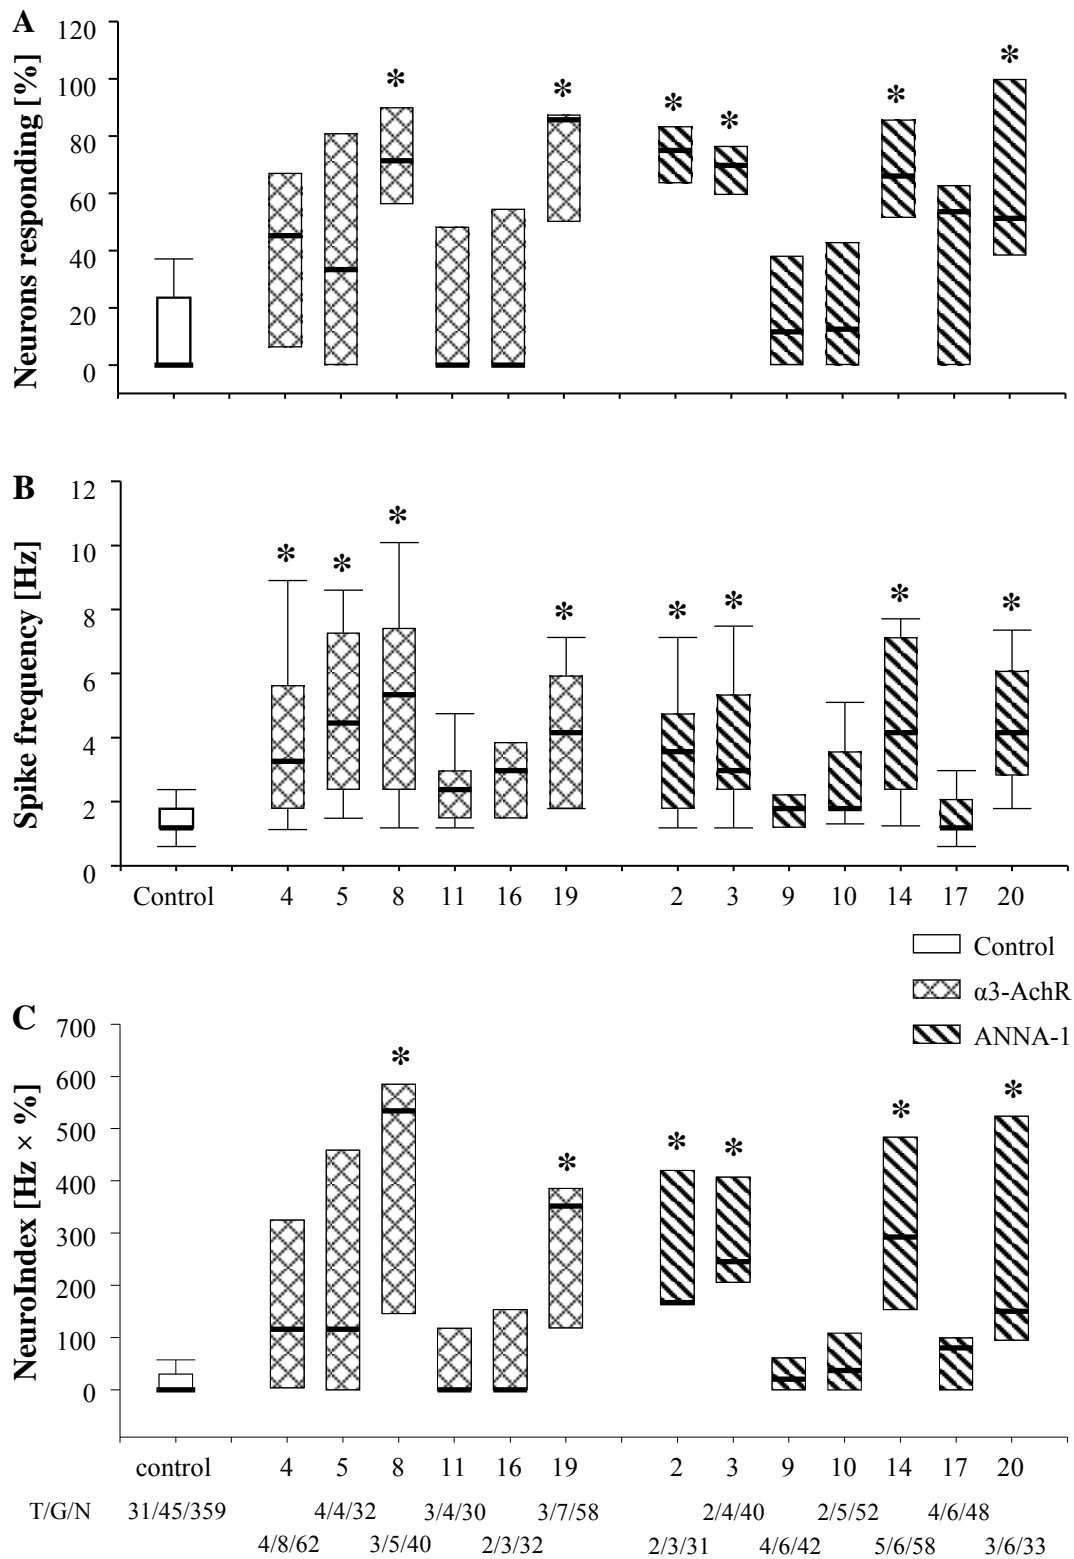 A
120
100
80
60
40
20
0
Neurons responding [%]
* * * * * *
B
12
10
8
6
4
2
0
Spike frequency [Hz]
* * * * * * * *
Control 4 5 8 11 16 19 2 3 9 10 14 17 20
Control
α3-AchR
ANNA-1
C
700
600
500
400
300
200
100
0
NeuroIndex [Hz × %]
* * * * * *
control 4 5 8 11 16 19 2 3 9 10 14 17 20
T/G/N 31/45/359 4/4/32 3/4/30 3/7/58 2/4/40 2/5/52 4/6/48
4/8/62 3/5/40 2/3/32 2/3/31 4/6/42 5/6/58 3/6/33